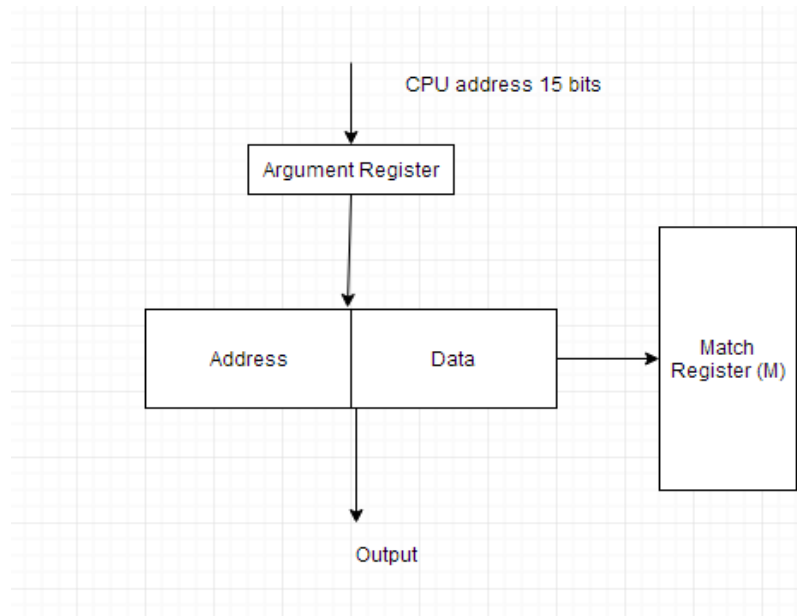 CPU address 15 bits
Argument Register
Address
Data
Match
Register (M)
Output